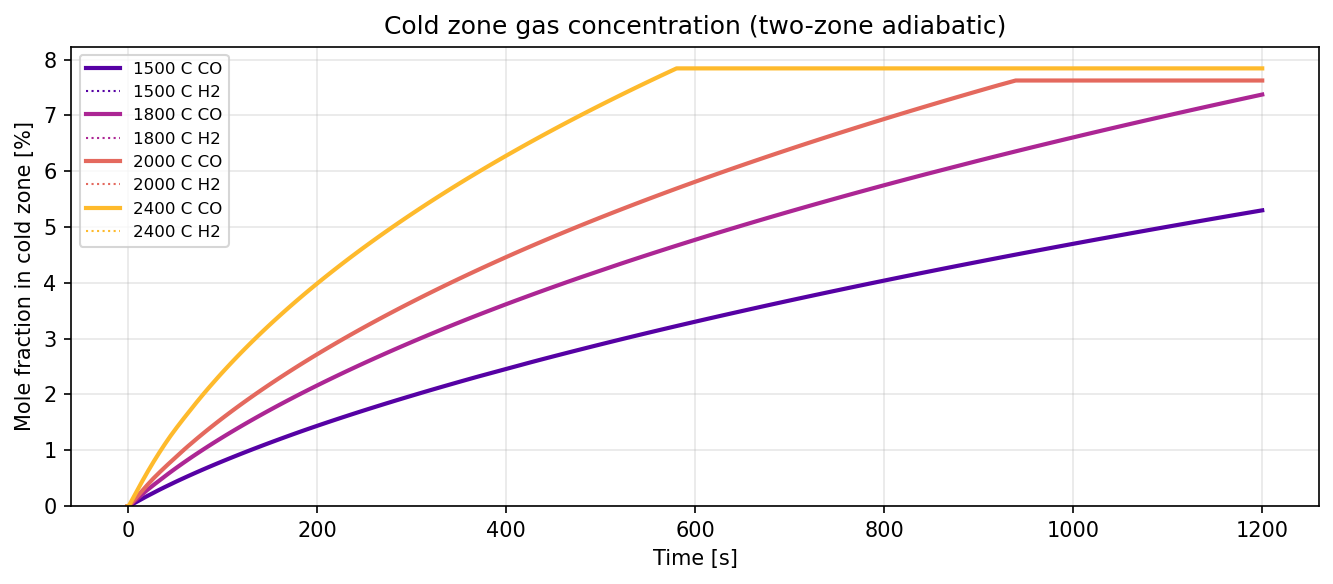 Cold zone gas concentration (two-zone adiabatic)
Mole fraction in cold zone [%]
8
7
6
5
4
3
2
1
0
1500 C CO
1500 C H2
1800 C CO
1800 C H2
2000 C CO
2000 C H2
2400 C CO
2400 C H2
0 200 400 600 800 1000 1200
Time [s]